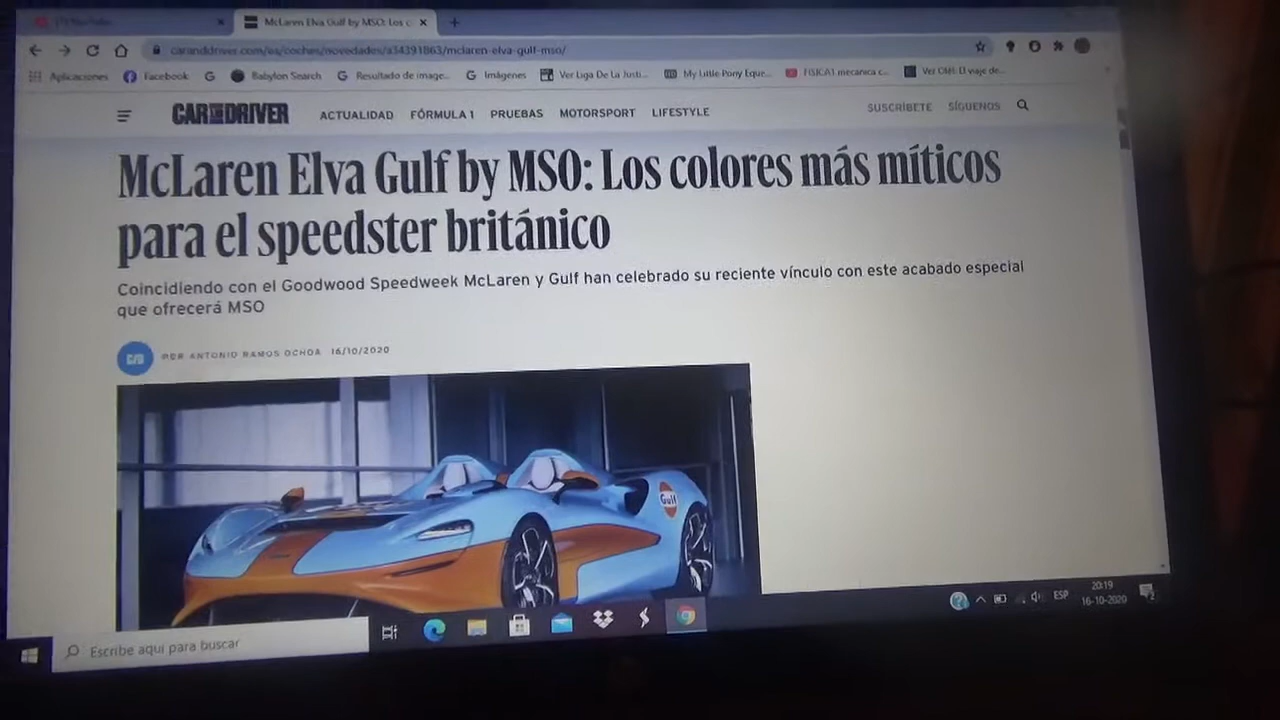 McLaren Elva Gulf by MSO: Los c
caranddriver.com/es/coches/novedades/a34391863/mclaren-elva-gulf-mso/
Aplicaciones Facebook Babylon Search Resultado de image... Imágenes Ver Liga De La Justi... My Little Pony Eque... FISICA1 mecanica c... Ver El viaje de...
CAR AND DRIVER ACTUALIDAD FÓRMULA 1 PRUEBAS MOTORSPORT LIFESTYLE SUSCRÍBETE SÍGUENOS
McLaren Elva Gulf by MSO: Los colores más míticos
para el speedster británico
Coincidiendo con el Goodwood Speedweek McLaren y Gulf han celebrado su reciente vínculo con este acabado especial
que ofrecerá MSO
C/D POR ANTONIO RAMOS OCHOA 16/10/2020
Gulf
20:19
ESP
16-10-2020
2
Escribe aquí para buscar